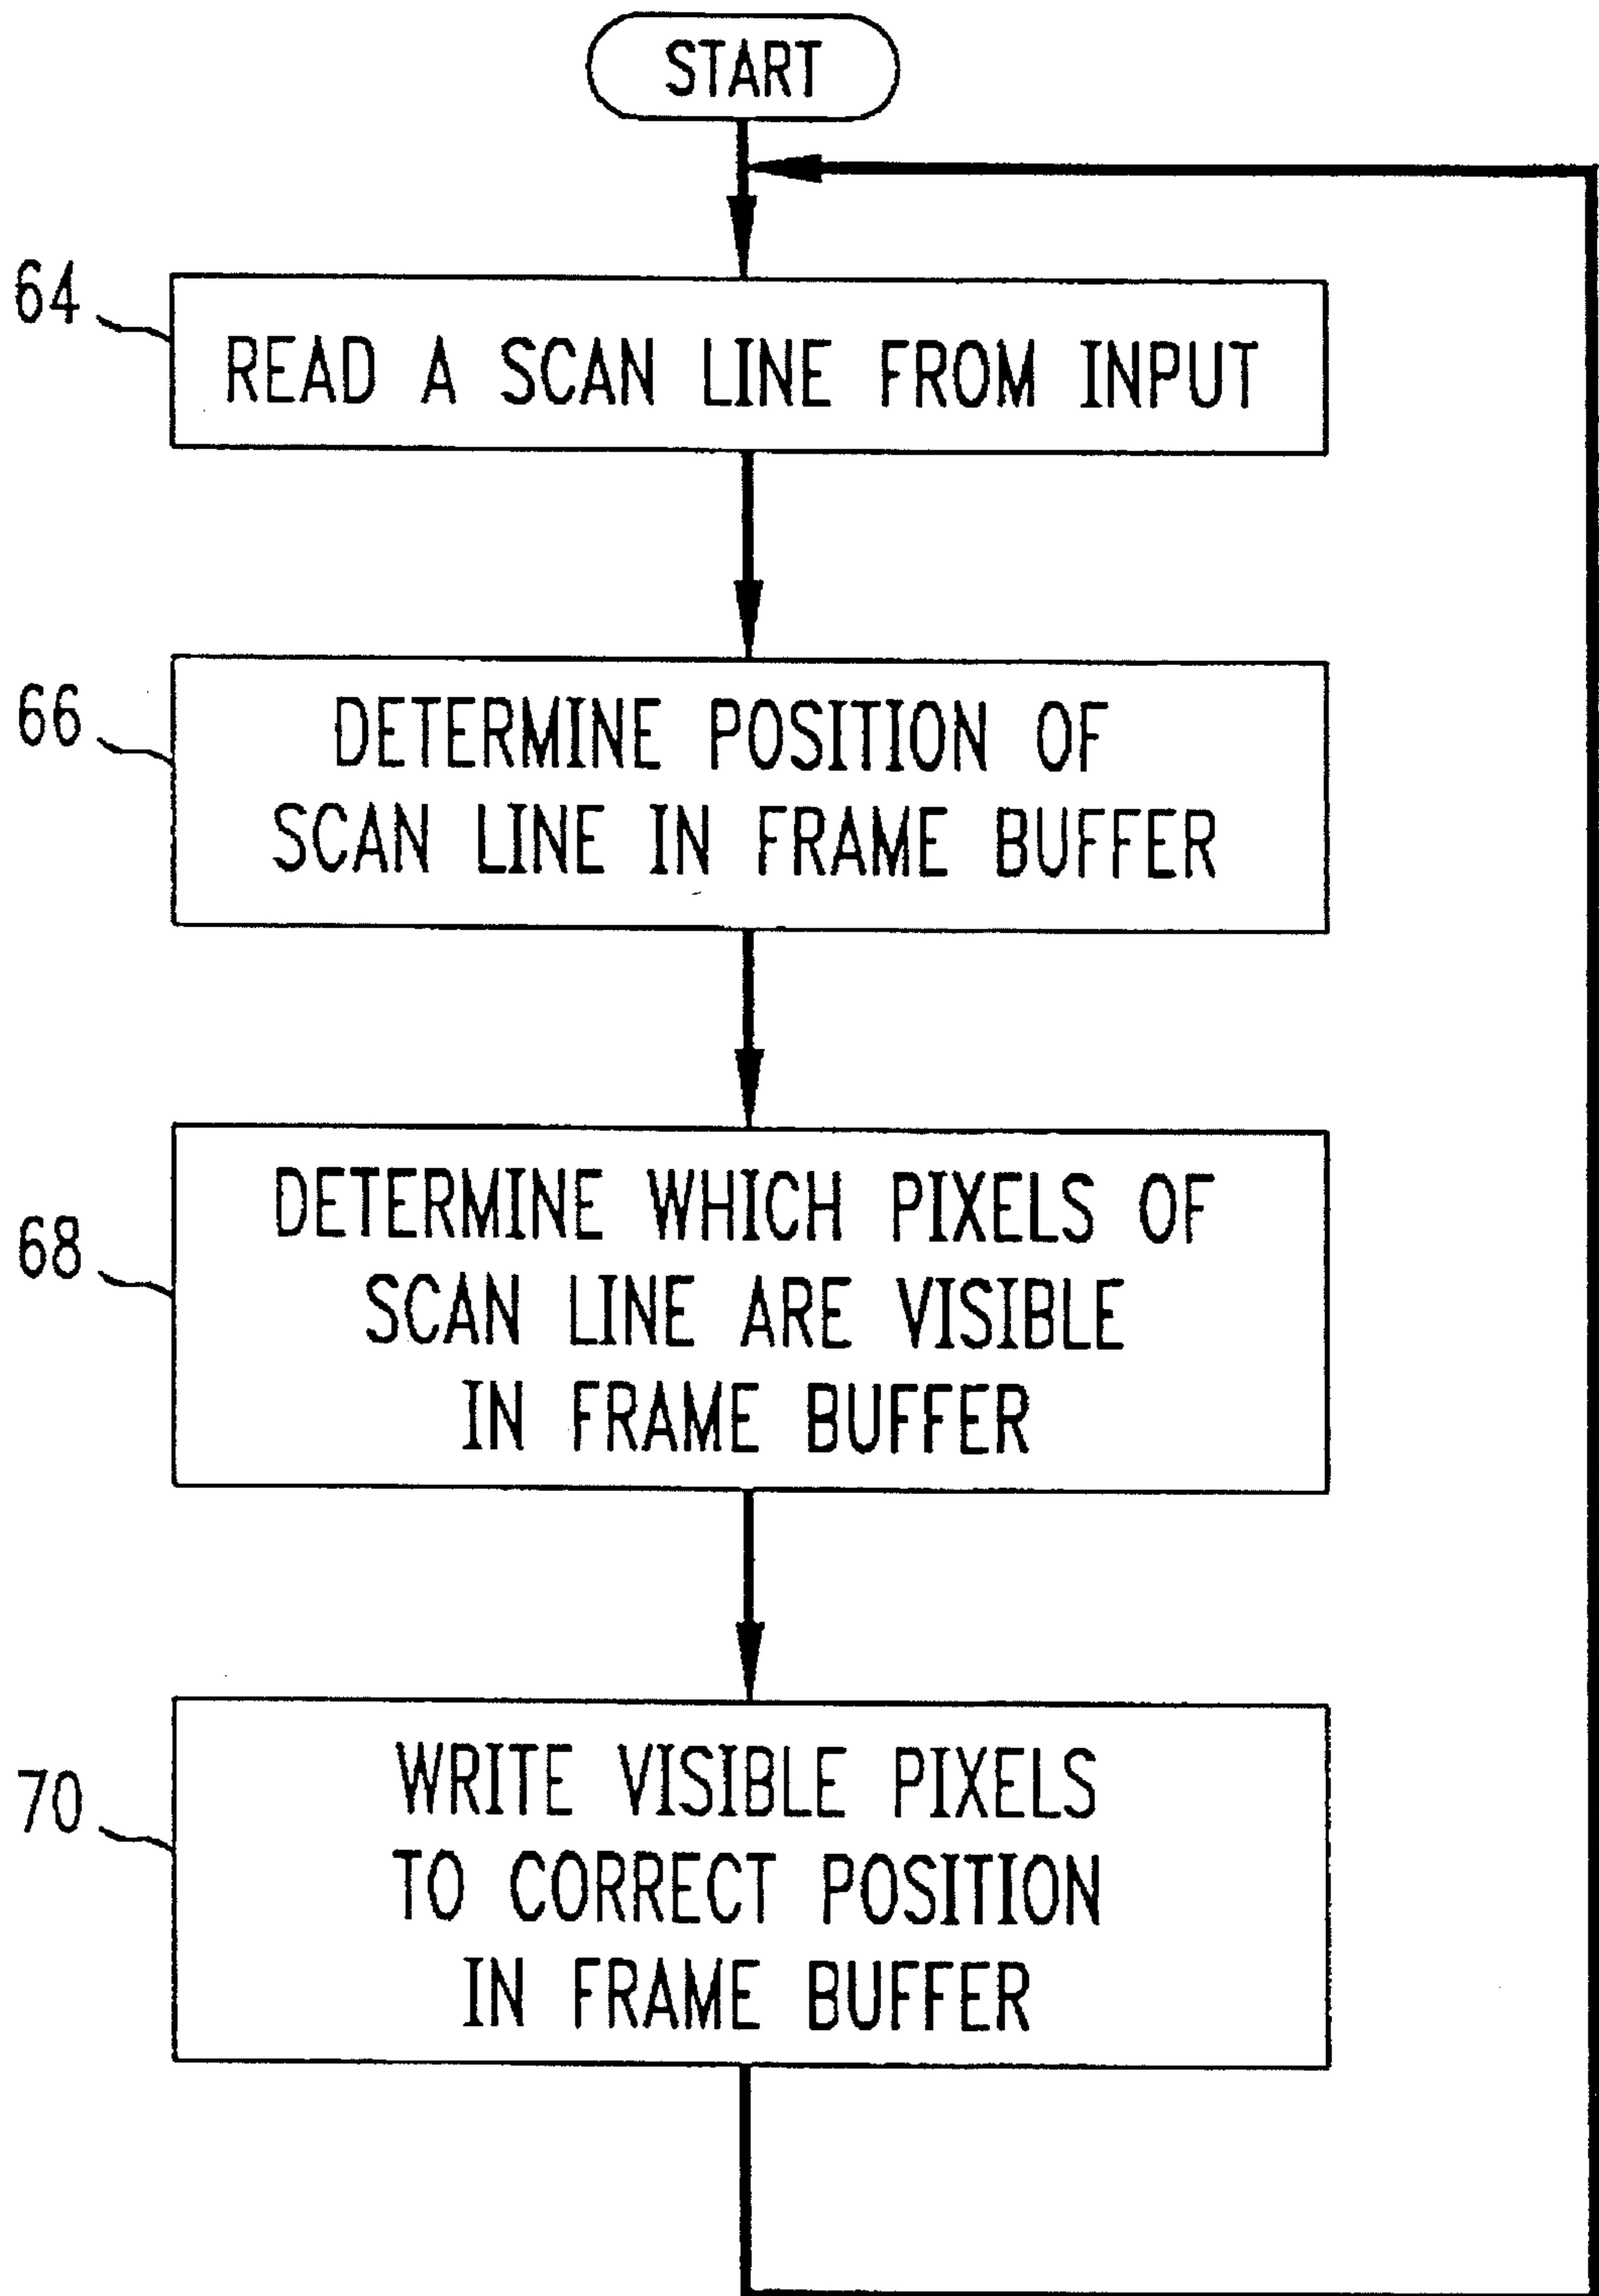 START
64
READ A SCAN LINE FROM INPUT
66
DETERMINE POSITION OF
SCAN LINE IN FRAME BUFFER
68
DETERMINE WHICH PIXELS OF
SCAN LINE ARE VISIBLE
IN FRAME BUFFER
70
WRITE VISIBLE PIXELS
TO CORRECT POSITION
IN FRAME BUFFER